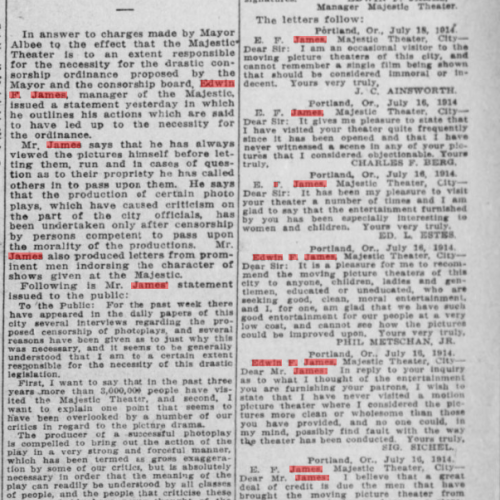 In answer to charges made by Mayor
Albee to the effect that the Majestic
Theater is to an extent responsible
for the necessity for the drastic con-
sorship ordinance proposed by the
Mayor and the consorship board, Edwin
F. James, manager of the Majestic,
issued a statement yesterday in which
he outlines his actions which are said
to have led up to the necessity for
the ordinance.
Mr. James says that he has always
viewed the pictures himself before let-
ting them run and in cases of ques-
tion as to their propriety he has called
others in to pass upon them. He says
that the production of certain photo
plays, which have caused criticism on
the part of the city officials, has
been undertaken only after censorship
by persons competent to pass upon
the morality of the productions. Mr.
James also produced letters from prom-
inent men indorsing the character of
shows given at the Majestic.
Following is Mr. James' statement
issued to the public:
To the Public: For the past week there
have appeared in the daily papers of this
city several interviews regarding the pro-
posed censorship of photoplays, and several
reasons have been given as to just why this
was necessary, and it seems to be generally
understood that I am to a certain extent
responsible for the necessity of this drastic
legislation.
First, I want to say that in the past three
years more than 2,000,000 people have vis-
ited the Majestic Theater, and second, I
want to explain one point that seems to
have been overlooked by a number of our
critics in regard to the picture drama.
The producer of a successful photoplay
is compelled to bring out the action of the
play in a very strong and forceful manner,
which has been termed as gross exaggera-
tion by some of our critics, but is absolutely
necessary in order that the meaning of the
play can readily be understood by all classes
of people, and the people that criticise these
Manager Majestic Theater.
The letters follow:
Portland, Or., July 18, 1914.
E. F. James, Majestic Theater, City—
Dear Sir: I am an occasional visitor to the
moving picture theaters of this city, and
cannot remember a single film being shown
that should be considered immoral or in-
decent. Yours very truly,
J. C. AINSWORTH.
Portland, Or., July 16, 1914
E. F. James, Majestic Theater, City—
Dear Sir: It gives me pleasure to state that
I have visited your theater quite frequently
since it has been opened and that I have
never witnessed a scene in any of your pic-
tures that I considered objectionable. Yours
truly, CHARLES F. BERG.
Portland, Or., July 16, 1914.
E. F. James, Majestic Theater, City—
Dear Sir: It has been my pleasure to visit
your theater a number of times and I am
glad to say that the entertainment furnished
by you has been especially interesting to
women and children. Yours very truly,
ED. L. ESTES.
Portland, Or., July 16, 1914.
Edwin F. James, Majestic Theater, City—
Dear Sir: It is a pleasure for me to recom-
mend the moving picture theaters of this
city to anyone, children, ladies and gen-
tlemen, educated or uneducated, who are
seeking good, clean, moral entertainment,
and I, for one, am glad that we have such
good entertainment for our people at a very
low cost, and cannot see how the pictures
could be improved upon. Yours very truly,
PHIL METSCHAN, JR.
Portland, Or., July 16, 1914.
Edwin F. James, Majestic Theater, City—
Dear Mr. James: In reply to your inquiry
as to what I thought of the entertainment
you are furnishing your patrons, I wish to
state that I have never visited a motion
picture theater where I considered the pic-
tures more clean or wholesome than those
you have provided, and no one could, in
my mind, possibly find fault with the way
the theater has been conducted. Yours truly,
SIG. SICHEL.
Portland, Or., July 16, 1914.
E. F. James, Majestic Theater, City—
Dear Mr. James: I believe that a great
deal of credit is due the men that have
brought the moving picture theater from